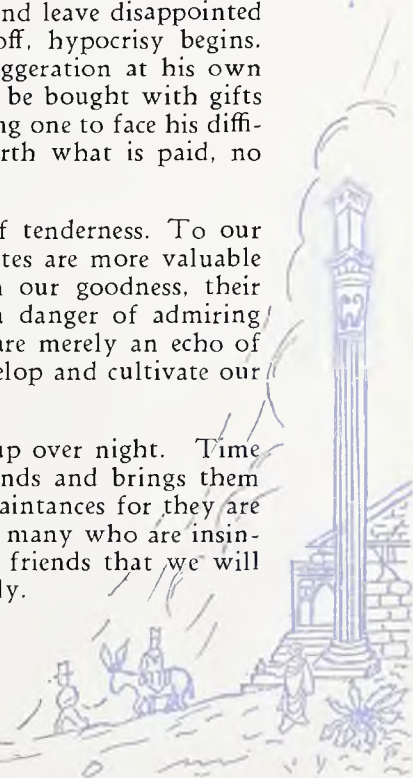 nd leave disappointed
off, hypocrisy begins.
ggeration at his own
be bought with gifts
ng one to face his diffi-
rth what is paid, no
f tenderness. To our
tes are more valuable
our goodness, their
danger of admiring
are merely an echo of
elop and cultivate our
up over night. Time
nds and brings them
aintances for they are
many who are insin-
friends that we will
ly.